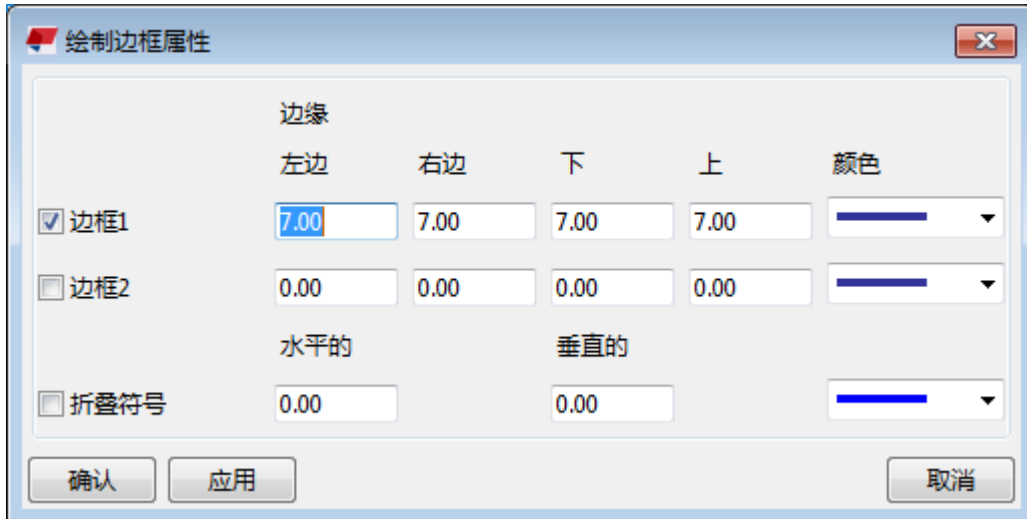 绘制边框属性
边缘
左边 右边 下 上 颜色
边框1 7.00 7.00 7.00 7.00
边框2 0.00 0.00 0.00 0.00
水平的 垂直的
折叠符号 0.00 0.00
确认 应用 取消